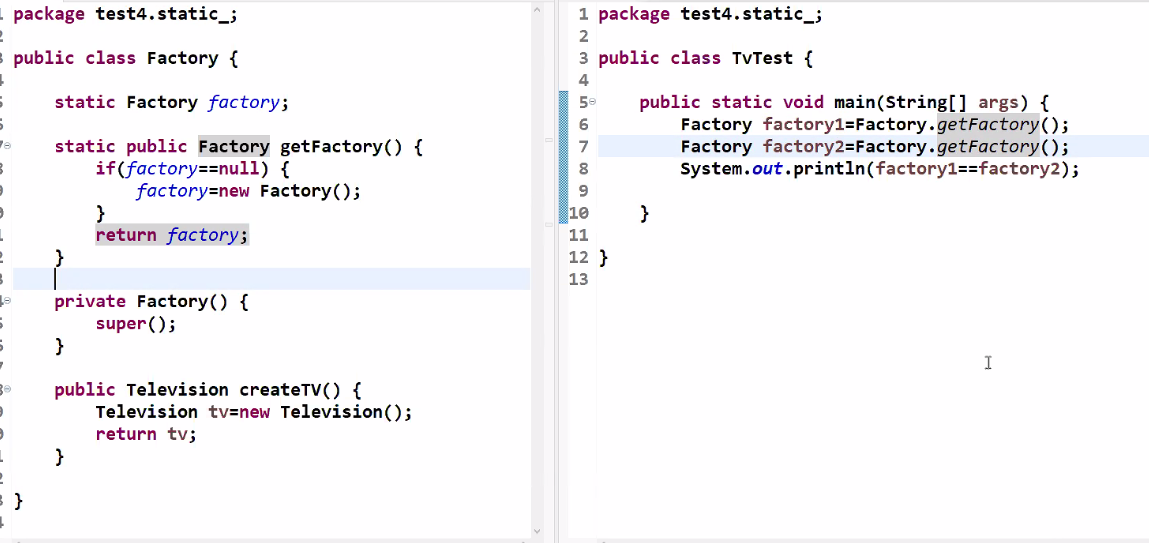 package test4.static_;
public class Factory {
static Factory factory;
static public Factory getFactory() {
if(factory==null) {
factory=new Factory();
}
return factory;
}
private Factory() {
super();
}
public Television createTV() {
Television tv=new Television();
return tv;
}
}
1 package test4.static_;
2
3 public class TvTest {
4
5 public static void main(String[] args) {
6 Factory factory1=Factory.getFactory();
7 Factory factory2=Factory.getFactory();
8 System.out.println(factory1==factory2);
9
10 }
11
12 }
13